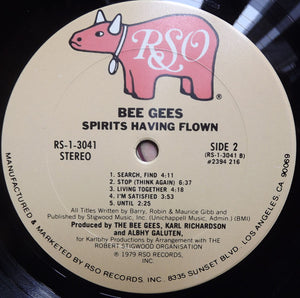 RSO
®
BEE GEES
SPIRITS HAVING FLOWN
RS-1-3041
STEREO
SIDE 2
(RS-1-3041 B)
#2394 216
1. SEARCH, FIND - 4:11
2. STOP (THINK AGAIN) - 6:37
3. LIVING TOGETHER - 4:18
4. I'M SATISFIED - 3:53
5. UNTIL - 2:25
All Titles Written by Barry, Robin & Maurice Gibb and
Published by Stigwood Music Inc. (Unichappell Music, Admin.) (BMI)
Produced by THE BEE GEES, KARL RICHARDSON
and ALBHY GALUTEN,
for Karlbhy Productions by Arrangement with THE
ROBERT STIGWOOD ORGANISATION
℗ 1979 RSO RECORDS,
INC.
MANUFACTURED & MARKETED BY RSO RECORDS, INC. 8335 SUNSET BLVD., LOS ANGELES, CA. 90069